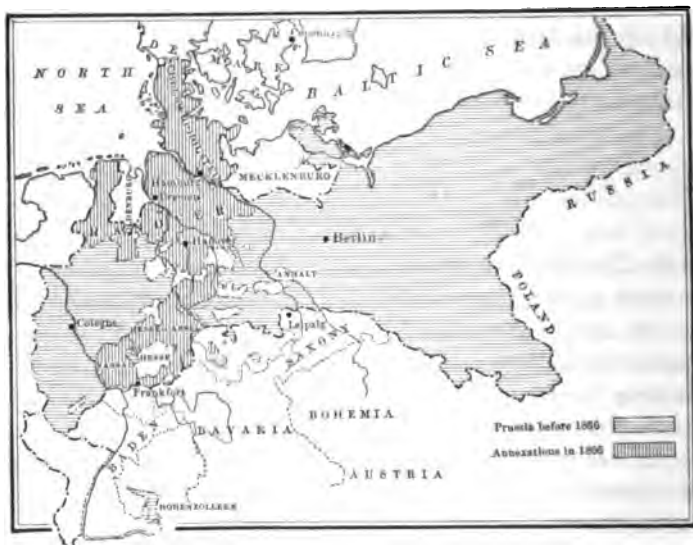 NORTH
SEA
BALTIC SEA
MECKLENBURG
RUSSIA
Berlin
ANHALT
POLAND
Cologne
Leipzig
SAXONY
HESSE
Frankfort
BOHEMIA
BADEN
BAVARIA
AUSTRIA
HOHENZOLLERN
Prussia before 1866
Annexations in 1866